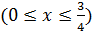 (0 ≤ x ≤ 3/4)